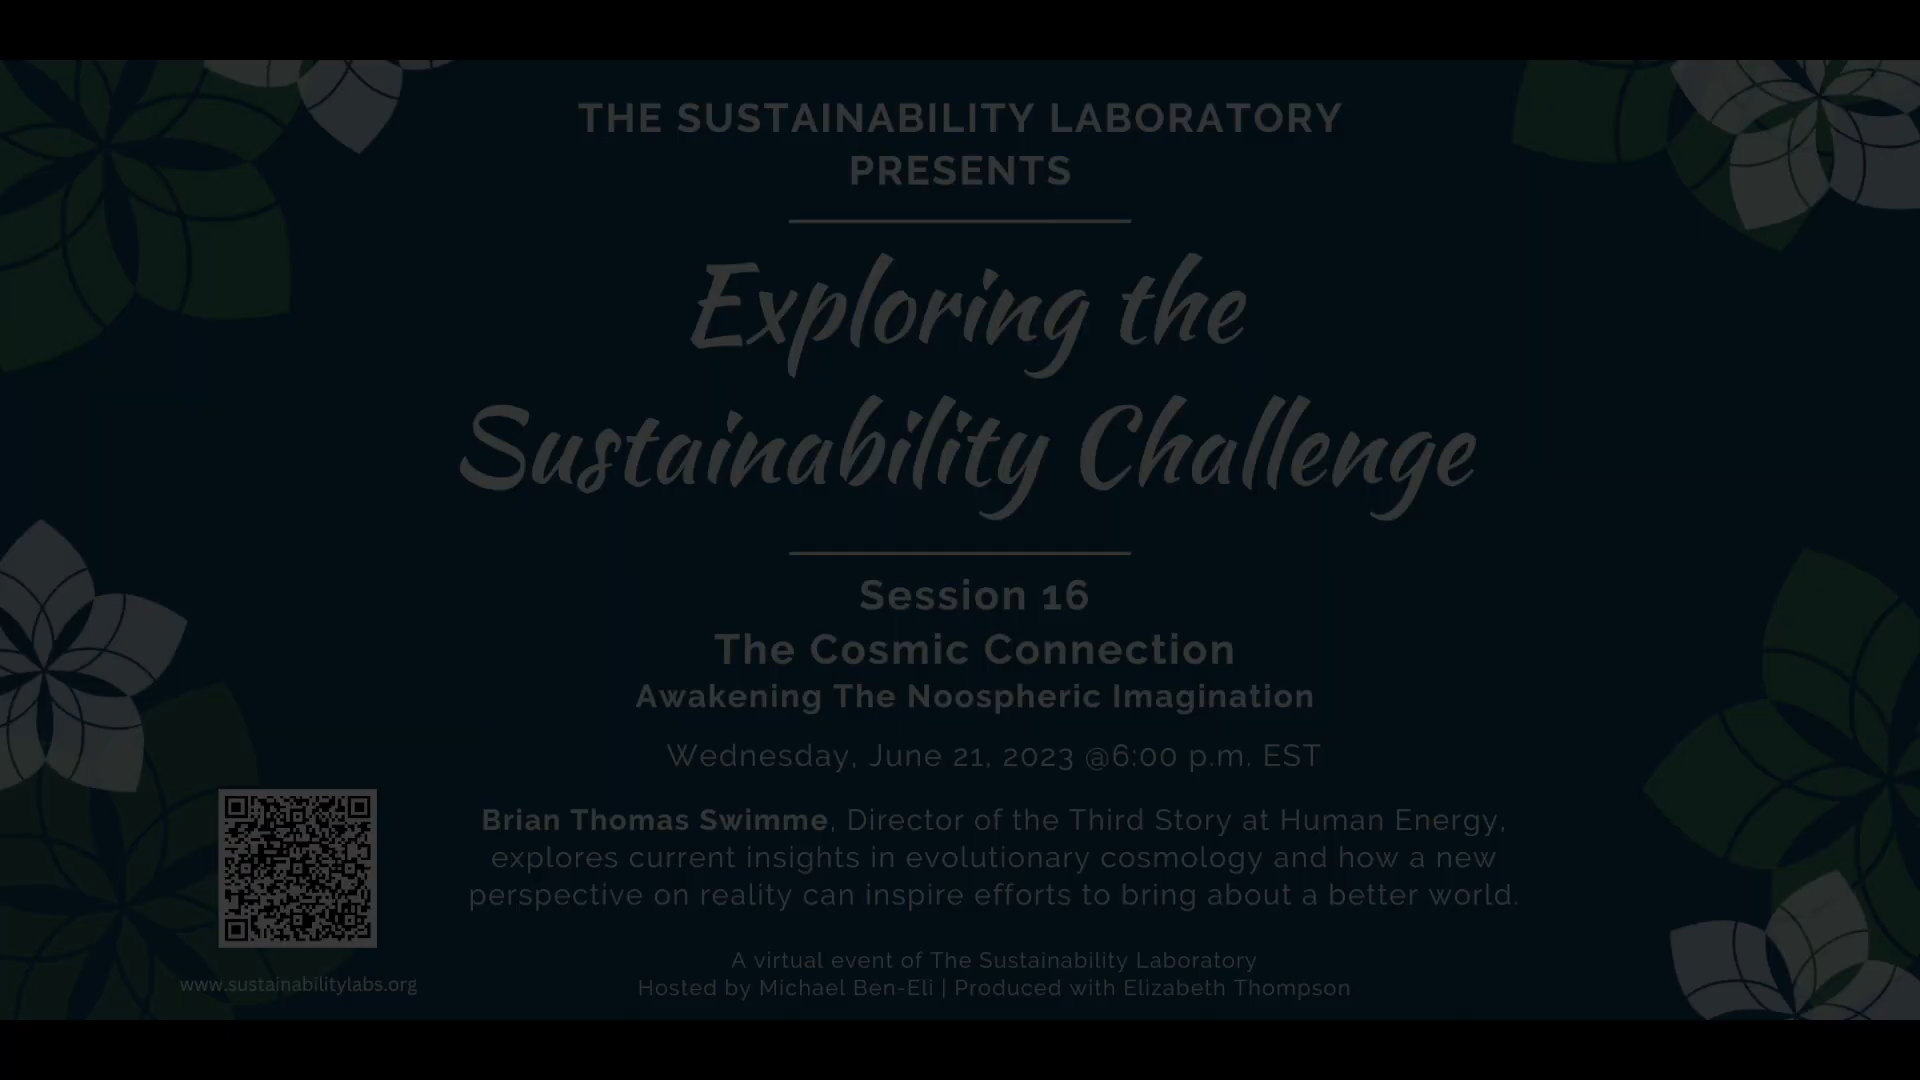 THE SUSTAINABILITY LABORATORY
PRESENTS
Exploring the
Sustainability Challenge
Session 16
The Cosmic Connection
Awakening The Noospheric Imagination
Wednesday, June 21, 2023 @6:00 p.m. EST
Brian Thomas Swimme, Director of the Third Story at Human Energy,
explores current insights in evolutionary cosmology and how a new
perspective on reality can inspire efforts to bring about a better world.
A virtual event of The Sustainability Laboratory
Hosted by Michael Ben-Eli | Produced with Elizabeth Thompson
www.sustainabilitylabs.org